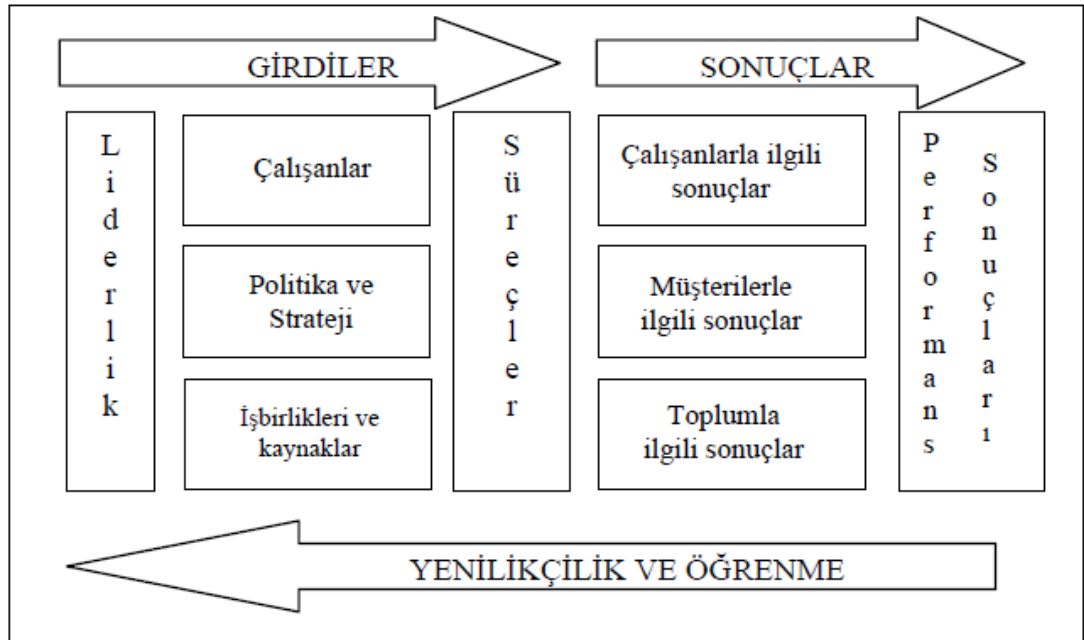 GİRDİLER
SONUÇLAR
Liderlik
Çalışanlar
Politika ve
Strateji
İşbirlikleri ve
kaynaklar
Süreçler
Çalışanlarla ilgili
sonuçlar
Müşterilerle
ilgili sonuçlar
Toplumla
ilgili sonuçlar
Performans
Sonuçları
YENİLİKÇİLİK VE ÖĞRENME